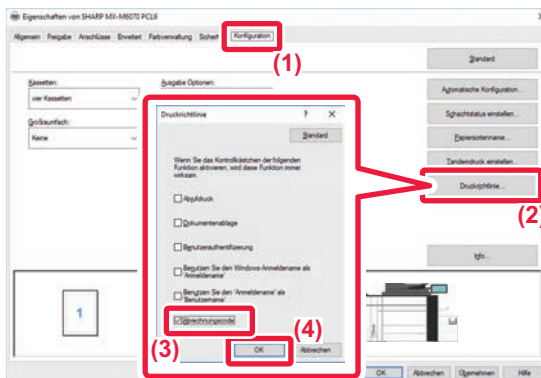 Eigenschaften von SHARP MX-M6070 PCL6
Allgemein Freigabe Anschlüsse Erweitert Farbverwaltung Sicherheit Konfiguration
(1)
Standard
Kassetten:
Ausgabe Optionen:
vier Kassetten
Automatische Konfiguration...
Schachtstatus einstellen...
Großraumfach:
Keine
Papiersortenname...
Tandemdruck einstellen...
Druckrichtlinie...
(2)
Info...
Druckrichtlinie ? ×
Standard
Wenn Sie das Kontrollkästchen der folgenden
Funktion aktivieren, wird diese Funktion immer
wirksam.
Abrufdruck
Dokumentenablage
Benutzerauthentifizierung
Benutzen Sie den Windows-Anmeldename als
'Anmeldename'
Benutzen Sie den 'Anmeldename' als
'Benutzername'
Abrechnungscode
(3)
(4)
OK Abbrechen
1
OK Abbrechen Übernehmen Hilfe